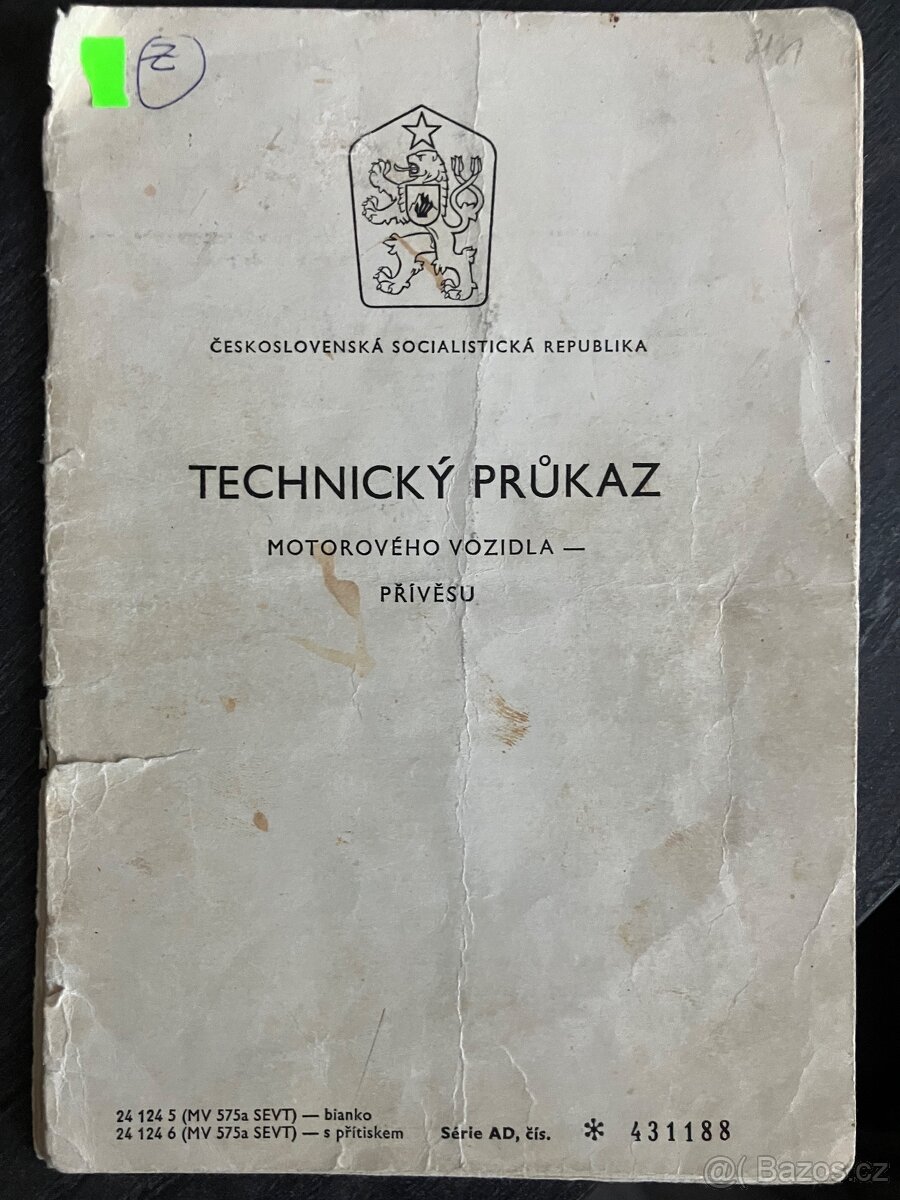 Z
ČESKOSLOVENSKÁ SOCIALISTICKÁ REPUBLIKA
TECHNICKÝ PRŮKAZ
MOTOROVÉHO VOZIDLA —
PŘÍVĚSU
24 124 5 (MV 575a SEVT) — bianko
24 124 6 (MV 575a SEVT) — s přítiskem Série AD, čís. * 431188
@( Bazos.cz